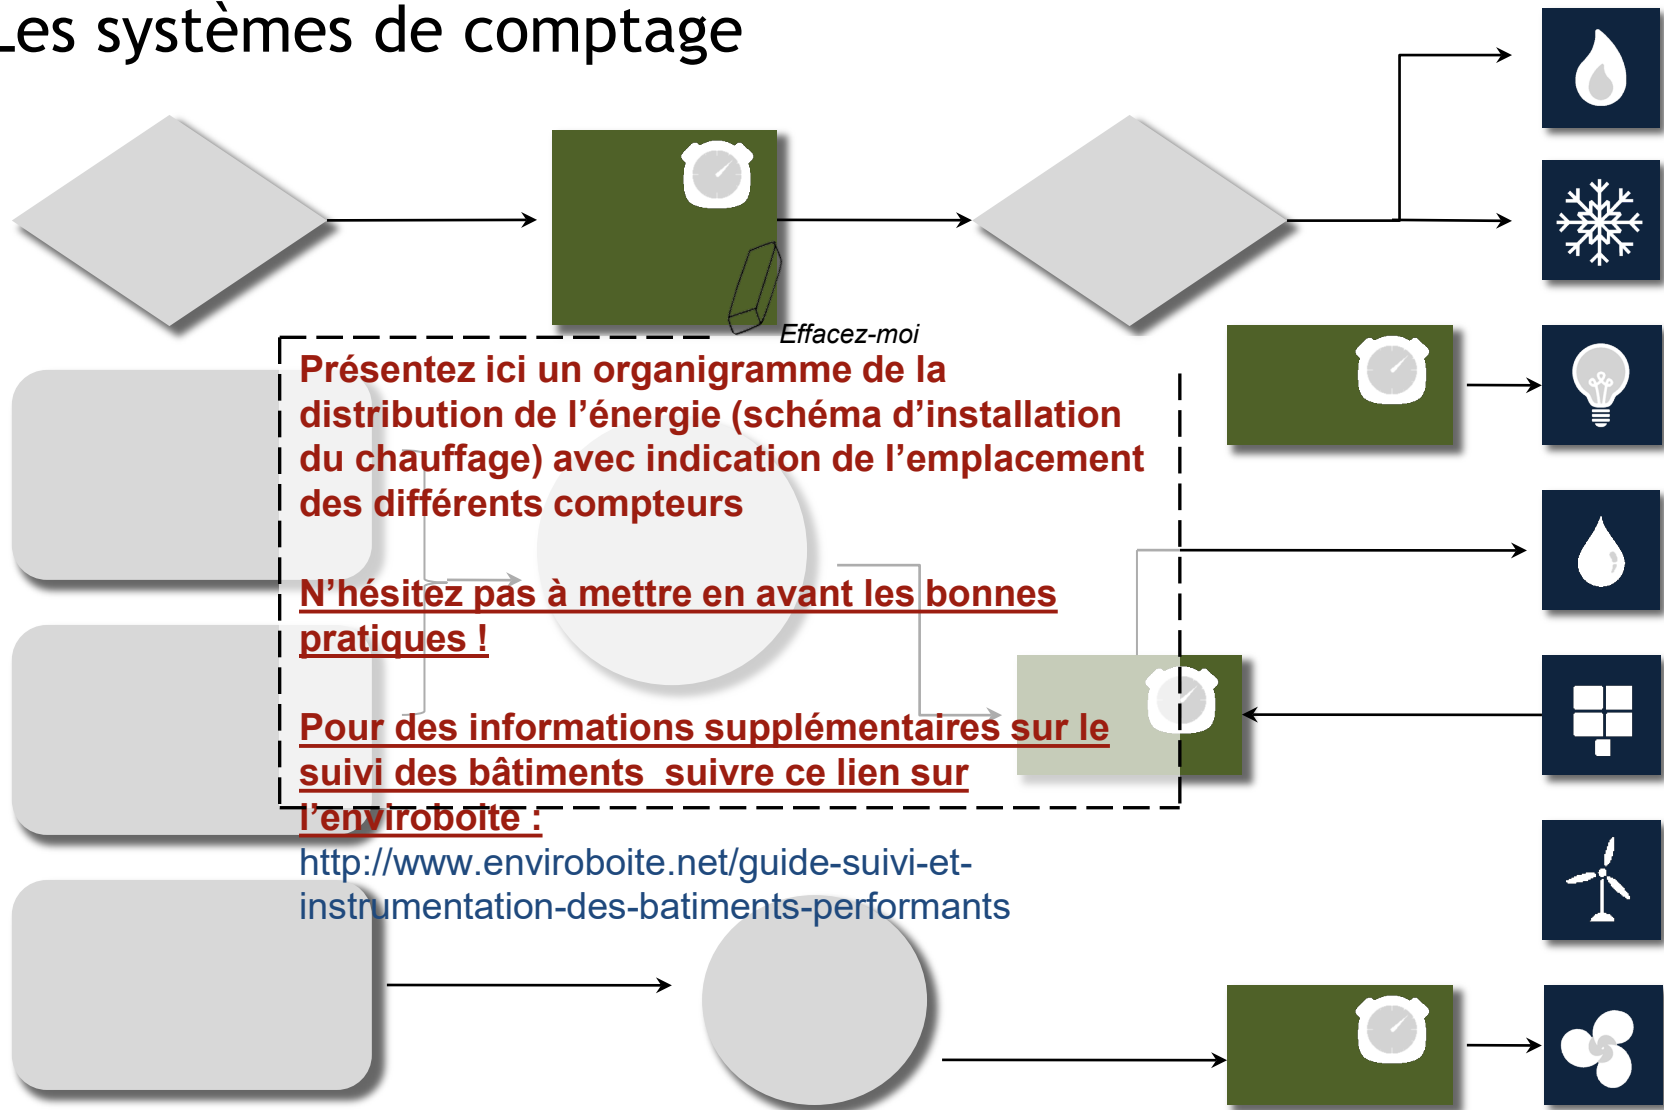 Les systèmes de comptage
Effacez-moi
Présentez ici un organigramme de la
distribution de l’énergie (schéma d’installation
du chauffage) avec indication de l’emplacement
des différents compteurs
N’hésitez pas à mettre en avant les bonnes
pratiques !
Pour des informations supplémentaires sur le
suivi des bâtiments  suivre ce lien sur
l’enviroboite :
http://www.enviroboite.net/guide-suivi-et-
instrumentation-des-batiments-performants